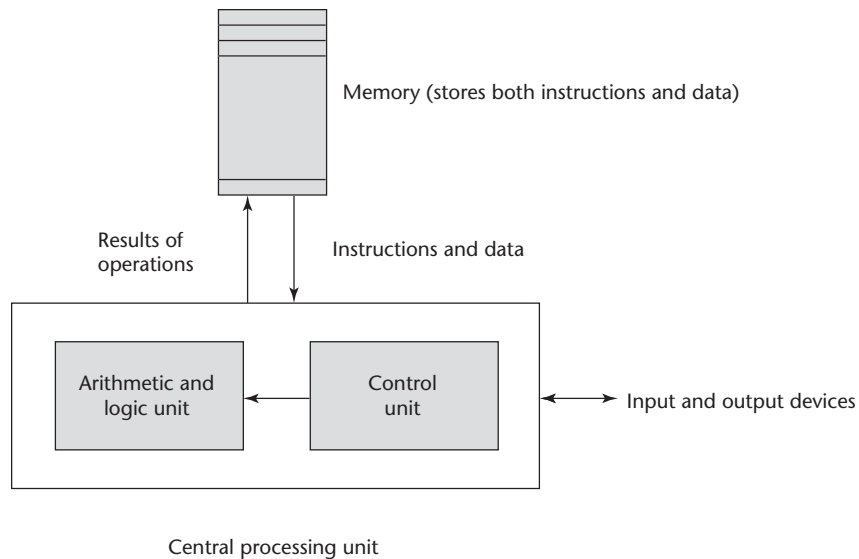 Memory (stores both instructions and data)
Results of
operations
Instructions and data
Arithmetic and
logic unit
Control
unit
Input and output devices
Central processing unit